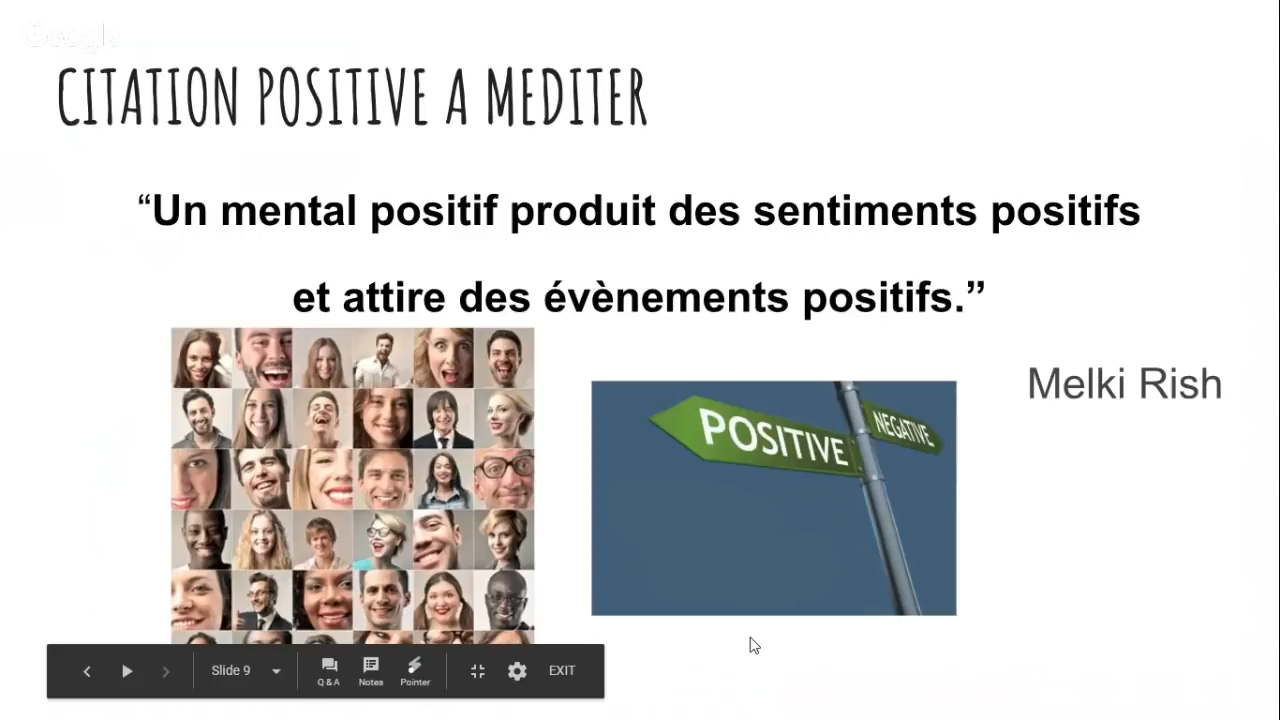 Google
CITATION POSITIVE A MEDITER
“Un mental positif produit des sentiments positifs
et attire des évènements positifs.”
Melki Rish
POSITIVE
NEGATIVE
Slide 9
Q & A
Notes
Pointer
EXIT